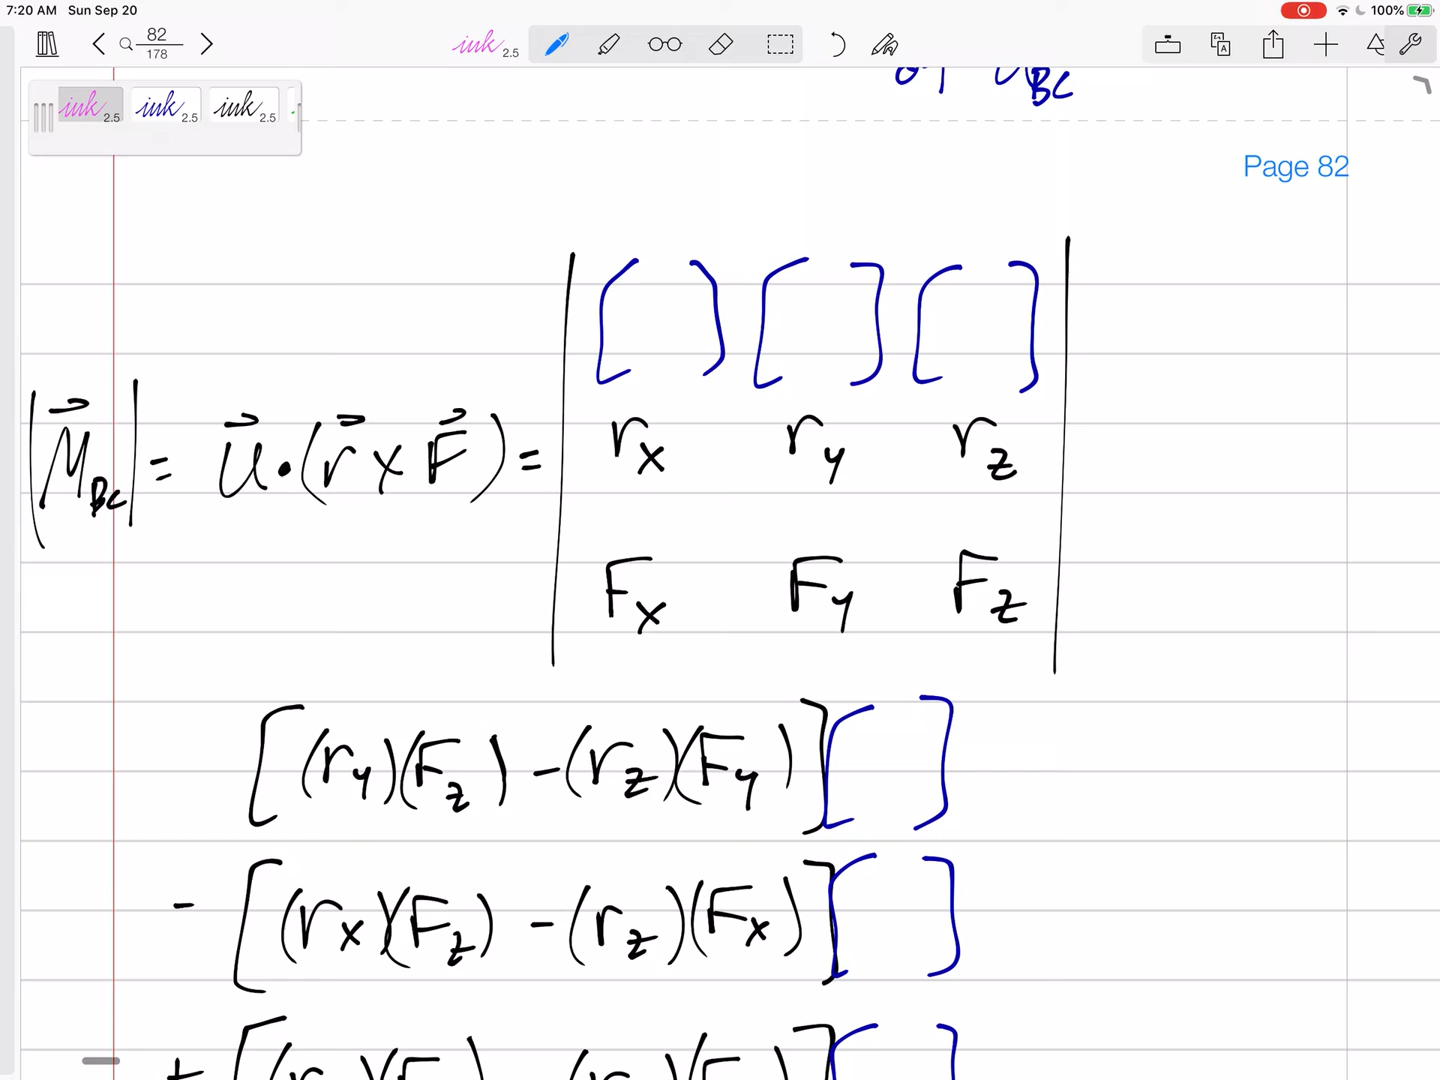 7:20 AM Sun Sep 20 100%
82
178
ink 2.5
ink 2.5 ink 2.5 ink 2.5
BC
Page 82
[ ] [ ] [ ]
|M⃗_BC| = u⃗ • (r⃗ × F⃗) = | r_x r_y r_z |
F_x F_y F_z
[(r_y)(F_z) - (r_z)(F_y)] [ ]
- [(r_x)(F_z) - (r_z)(F_x)] [ ]